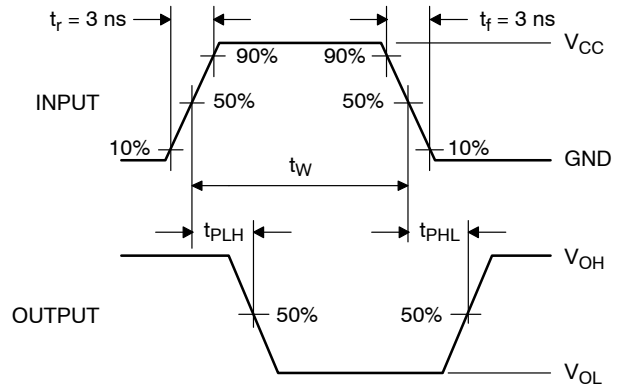 t_r = 3 ns
t_f = 3 ns
V_CC
90%
90%
INPUT
50%
50%
10%
10%
GND
t_W
t_PLH
t_PHL
V_OH
OUTPUT
50%
50%
V_OL